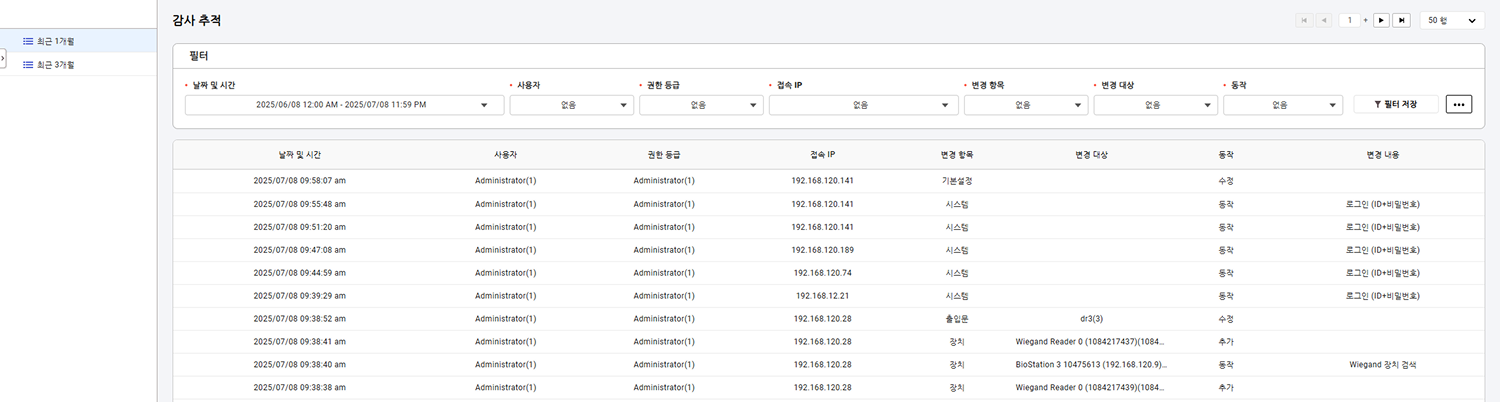 감사 추적
1 +
50 행
최근 1개월
최근 3개월
필터
• 날짜 및 시간 • 사용자 • 권한 등급 • 접속 IP • 변경 항목 • 변경 대상 • 동작
2025/06/08 12:00 AM - 2025/07/08 11:59 PM 없음 없음 없음 없음 없음 없음 필터 저장 •••
날짜 및 시간 사용자 권한 등급 접속 IP 변경 항목 변경 대상 동작 변경 내용
2025/07/08 09:58:07 am Administrator(1) Administrator(1) 192.168.120.141 기본설정 수정
2025/07/08 09:55:48 am Administrator(1) Administrator(1) 192.168.120.141 시스템 동작 로그인 (ID+비밀번호)
2025/07/08 09:51:20 am Administrator(1) Administrator(1) 192.168.120.141 시스템 동작 로그인 (ID+비밀번호)
2025/07/08 09:47:08 am Administrator(1) Administrator(1) 192.168.120.189 시스템 동작 로그인 (ID+비밀번호)
2025/07/08 09:44:59 am Administrator(1) Administrator(1) 192.168.120.74 시스템 동작 로그인 (ID+비밀번호)
2025/07/08 09:39:29 am Administrator(1) Administrator(1) 192.168.12.21 시스템 동작 로그인 (ID+비밀번호)
2025/07/08 09:38:52 am Administrator(1) Administrator(1) 192.168.120.28 출입문 dr3(3) 수정
2025/07/08 09:38:41 am Administrator(1) Administrator(1) 192.168.120.28 장치 Wiegand Reader 0 (1084217437)(1084... 추가
2025/07/08 09:38:40 am Administrator(1) Administrator(1) 192.168.120.28 장치 BioStation 3 10475613 (192.168.120.9)... 동작 Wiegand 장치 검색
2025/07/08 09:38:38 am Administrator(1) Administrator(1) 192.168.120.28 장치 Wiegand Reader 0 (1084217439)(1084... 추가